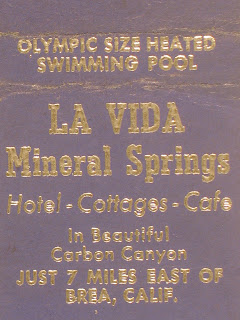 OLYMPIC SIZE HEATED
SWIMMING POOL
LA VIDA
Mineral Springs
Hotel - Cottages - Cafe
In Beautiful
Carbon Canyon
JUST 7 MILES EAST OF
BREA, CALIF.